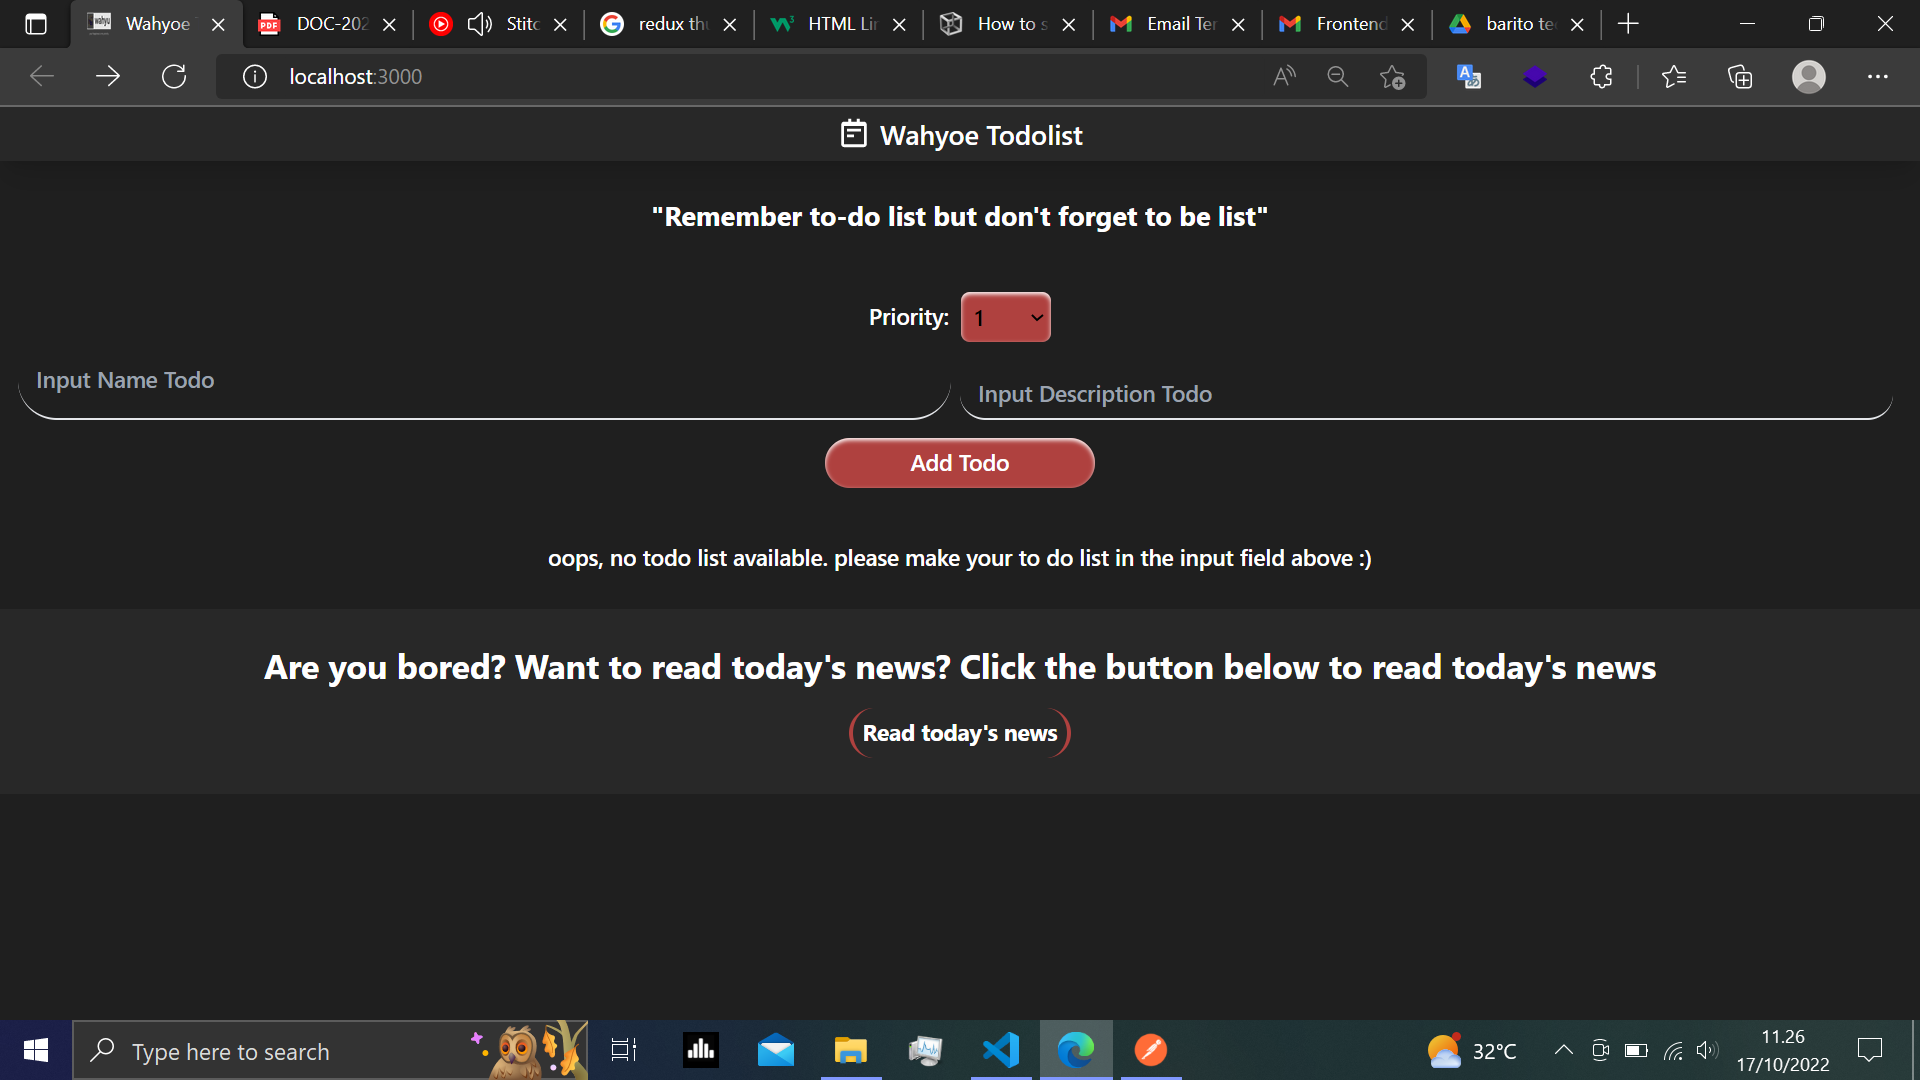 Wahyoe
DOC-202
Stitc
redux thu
HTML Lin
How to s
Email Ter
Frontend
barito te
localhost:3000
Wahyoe Todolist
"Remember to-do list but don't forget to be list"
Priority: 1
Input Name Todo
Input Description Todo
Add Todo
oops, no todo list available. please make your to do list in the input field above :)
Are you bored? Want to read today's news? Click the button below to read today's news
Read today's news
Type here to search
32°C
11.26
17/10/2022